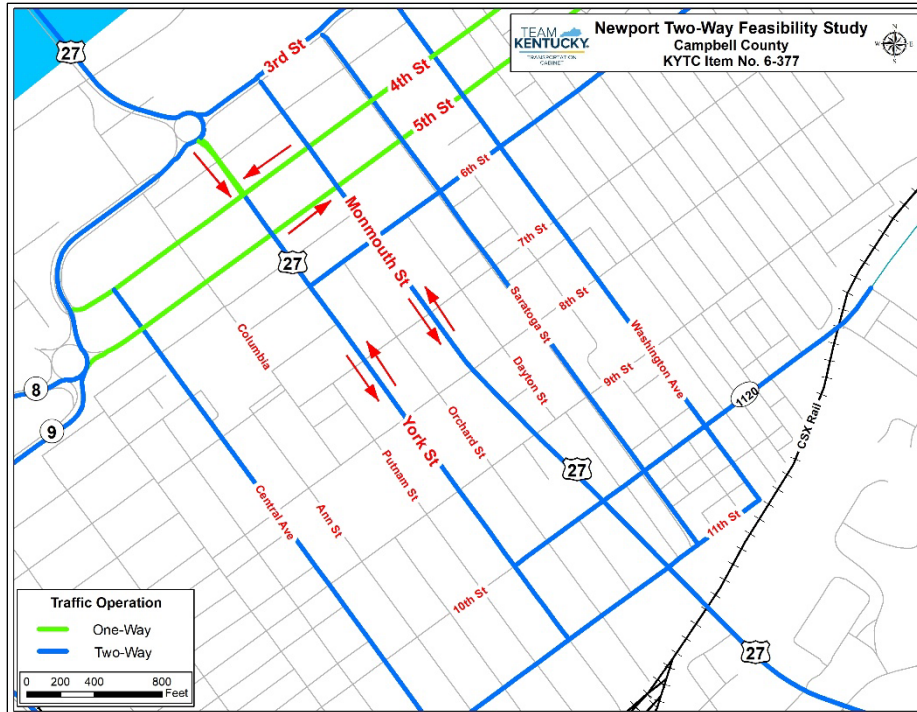 TEAM
KENTUCKY
TRANSPORTATION
CABINET
Newport Two-Way Feasibility Study
Campbell County
KYTC Item No. 6-377
N
27
3rd St
4th St
5th St
6th St
Monmouth St
7th St
27
8th St
Saratoga St
Washington Ave
Columbia
Dayton St
9th St
8
1120
9
York St
Orchard St
CSX Rail
Putnam St
27
Central Ave
Ann St
11th St
10th St
27
Traffic Operation
One-Way
Two-Way
0 200 400 800
Feet